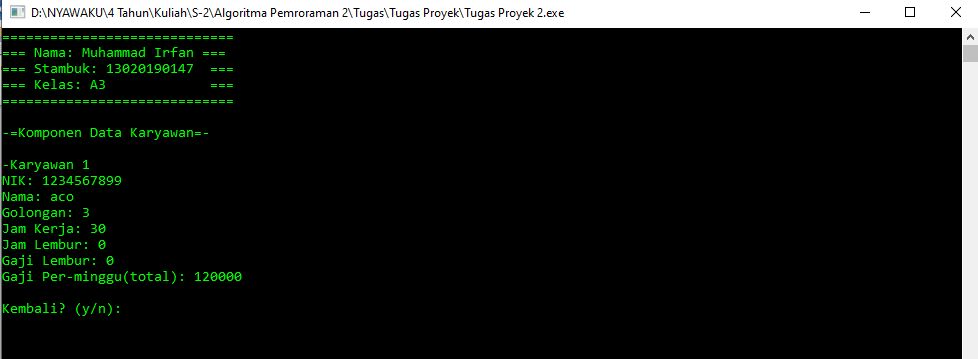 D:\NYAWAKU\4 Tahun\Kuliah\S-2\Algoritma Pemroraman 2\Tugas\Tugas Proyek\Tugas Proyek 2.exe
=============================
=== Nama: Muhammad Irfan ===
=== Stambuk: 13020190147  ===
=== Kelas: A3             ===
=============================
-=Komponen Data Karyawan=-
-Karyawan 1
NIK: 1234567899
Nama: aco
Golongan: 3
Jam Kerja: 30
Jam Lembur: 0
Gaji Lembur: 0
Gaji Per-minggu(total): 120000
Kembali? (y/n):